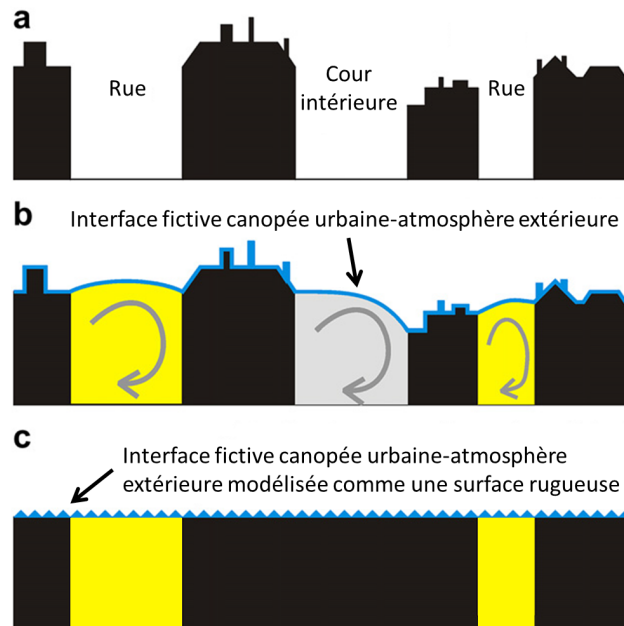 a
Rue
Cour
intérieure
Rue
b
Interface fictive canopée urbaine-atmosphère extérieure
c
Interface fictive canopée urbaine-atmosphère
extérieure modélisée comme une surface rugueuse